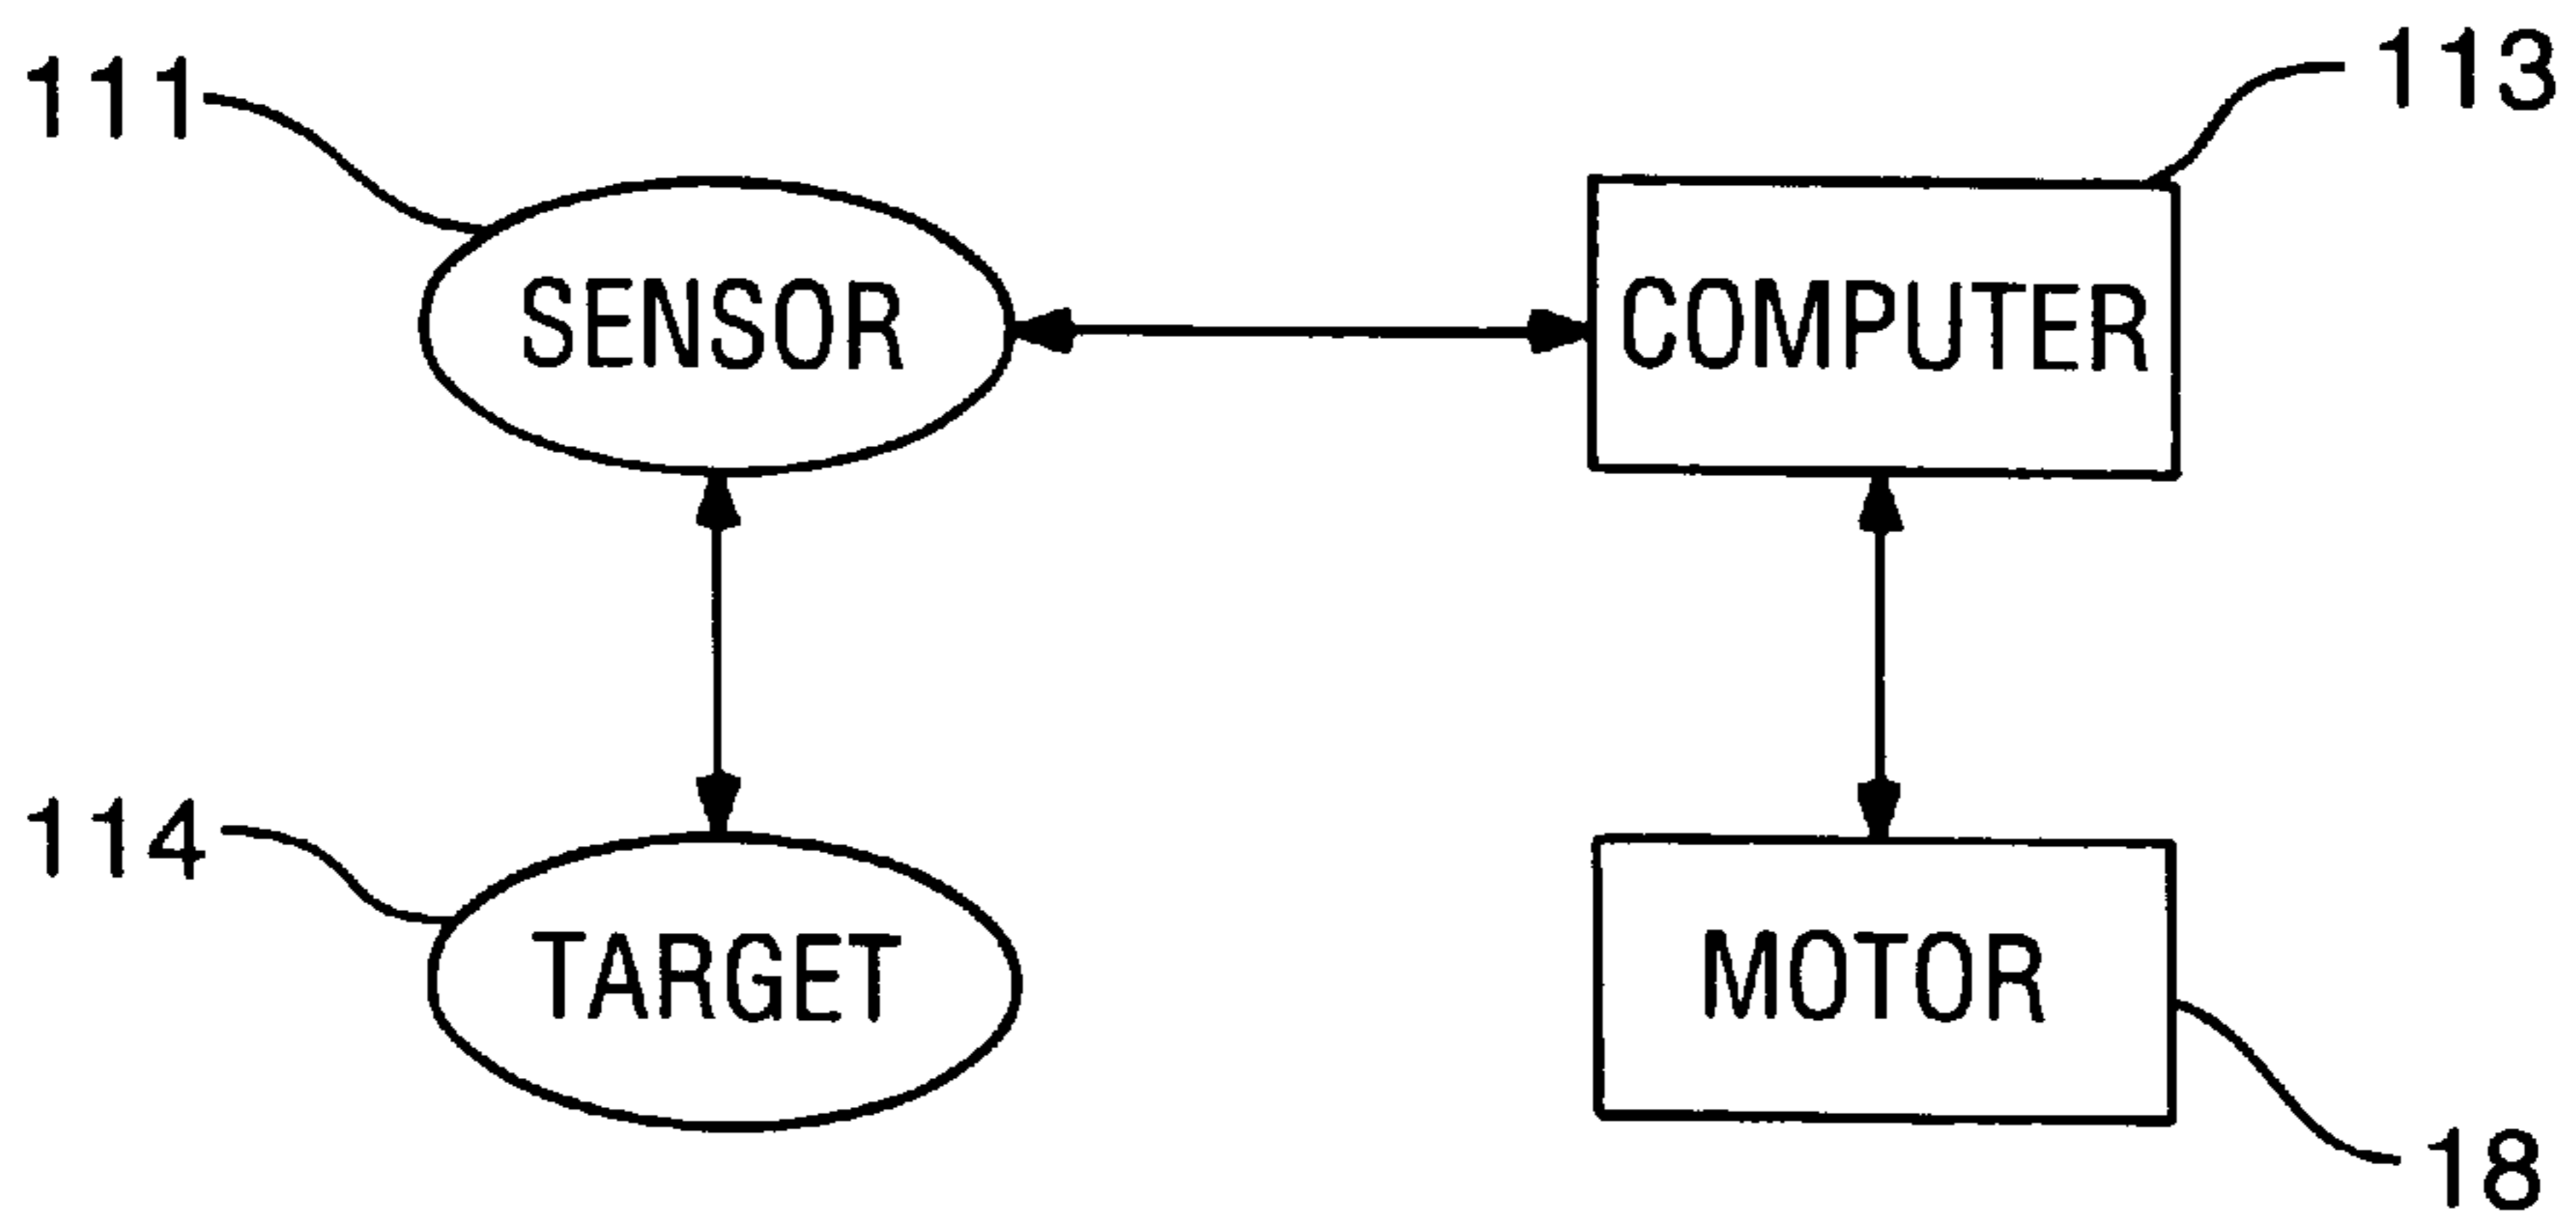 111
113
SENSOR
COMPUTER
114
TARGET
MOTOR
18